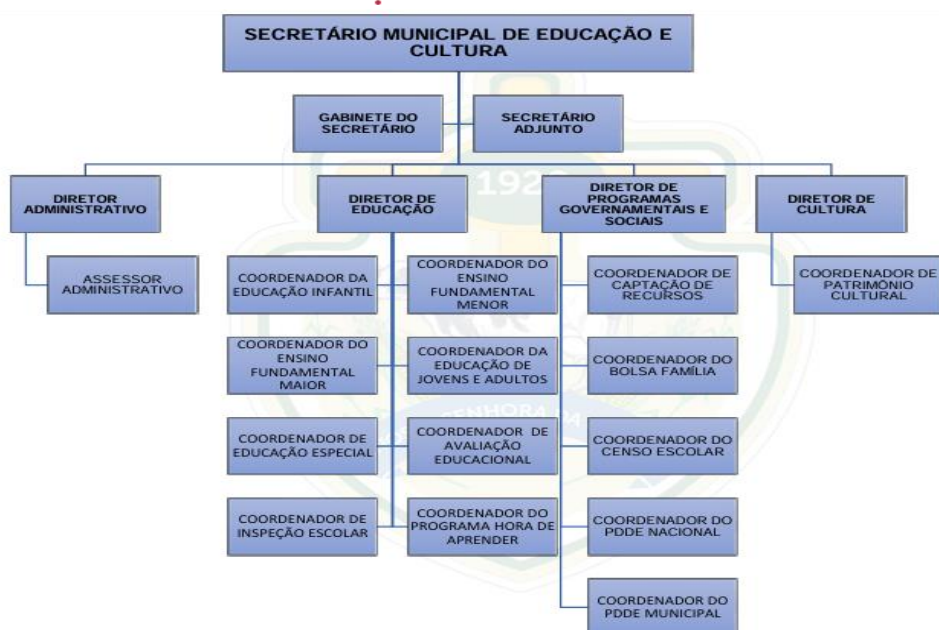 SECRETÁRIO MUNICIPAL DE EDUCAÇÃO E
CULTURA
GABINETE DO
SECRETÁRIO
SECRETÁRIO
ADJUNTO
DIRETOR
ADMINISTRATIVO
DIRETOR DE
EDUCAÇÃO
DIRETOR DE
PROGRAMAS
GOVERNAMENTAIS E
SOCIAIS
DIRETOR DE
CULTURA
ASSESSOR
ADMINISTRATIVO
COORDENADOR DA
EDUCAÇÃO INFANTIL
COORDENADOR DO
ENSINO
FUNDAMENTAL
MENOR
COORDENADOR DE
CAPTAÇÃO DE
RECURSOS
COORDENADOR DE
PATRIMÔNIO
CULTURAL
COORDENADOR DO
ENSINO
FUNDAMENTAL
MAIOR
COORDENADOR DA
EDUCAÇÃO DE
JOVENS E ADULTOS
COORDENADOR DO
BOLSA FAMÍLIA
COORDENADOR DE
EDUCAÇÃO ESPECIAL
COORDENADOR DE
AVALIAÇÃO
EDUCACIONAL
COORDENADOR DO
CENSO ESCOLAR
COORDENADOR DE
INSPEÇÃO ESCOLAR
COORDENADOR DO
PROGRAMA HORA DE
APRENDER
COORDENADOR DO
PDDE NACIONAL
COORDENADOR DO
PDDE MUNICIPAL
SENHORA DA